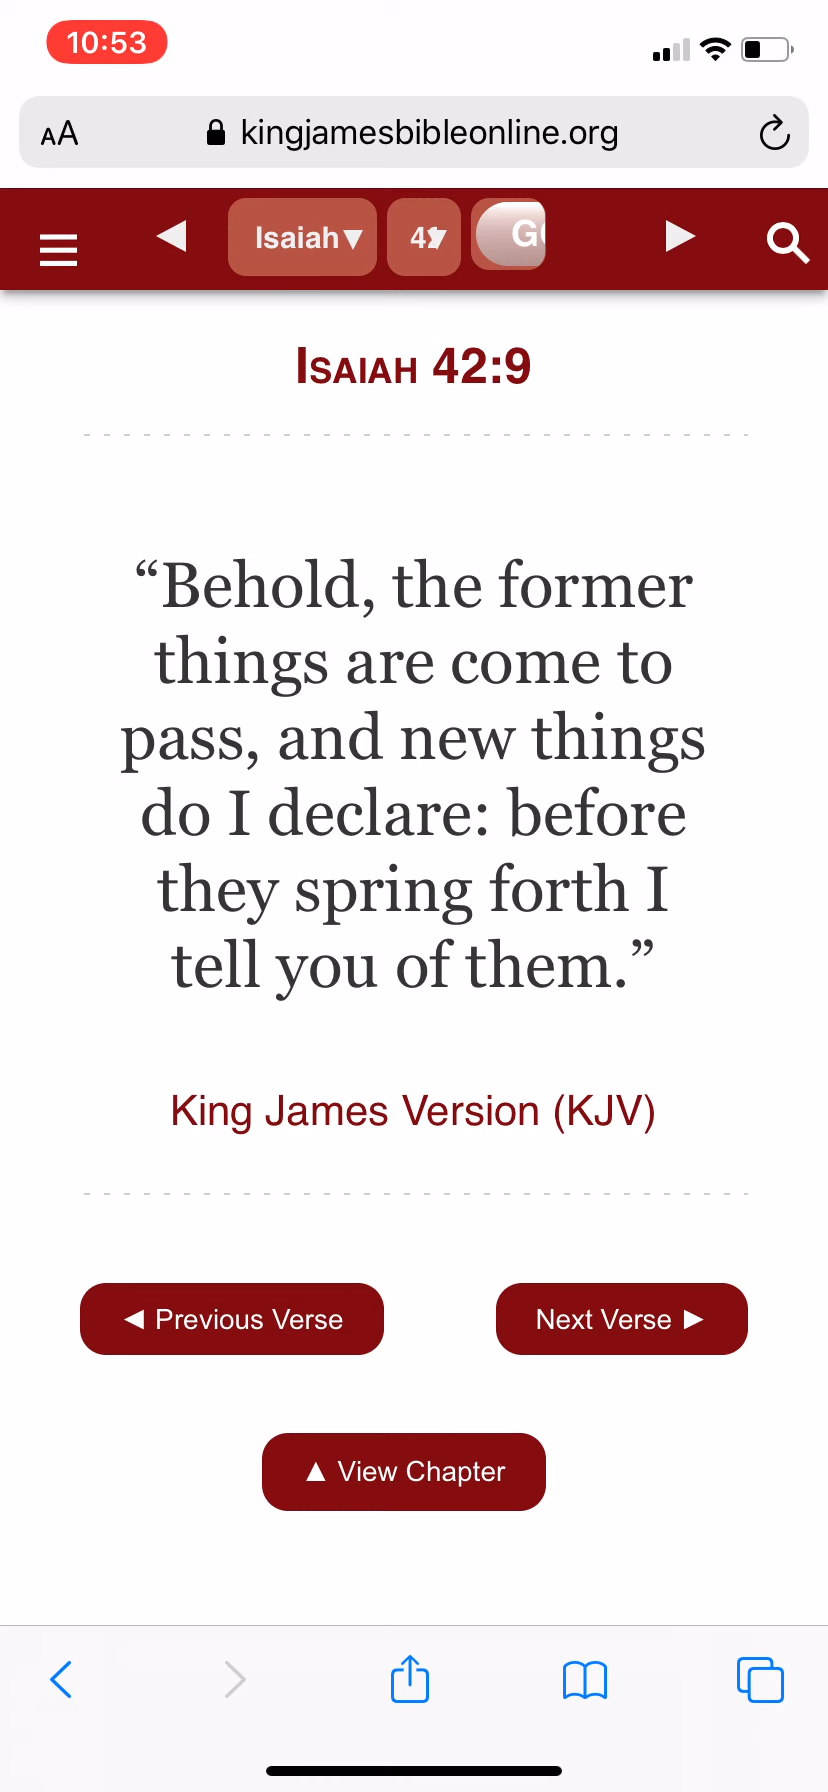 10:53
AA
kingjamesbibleonline.org
Isaiah▼
◀ Isaiah 42:9
“Behold, the former
things are come to
pass, and new things
do I declare: before
they spring forth I
tell you of them.”
King James Version (KJV)
◀ Previous Verse
Next Verse ▶
▲ View Chapter